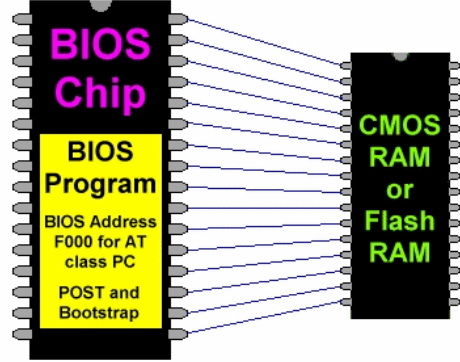 BIOS
Chip
BIOS
Program
BIOS Address
F000 for AT
class PC
POST and
Bootstrap
CMOS
RAM
or
Flash
RAM